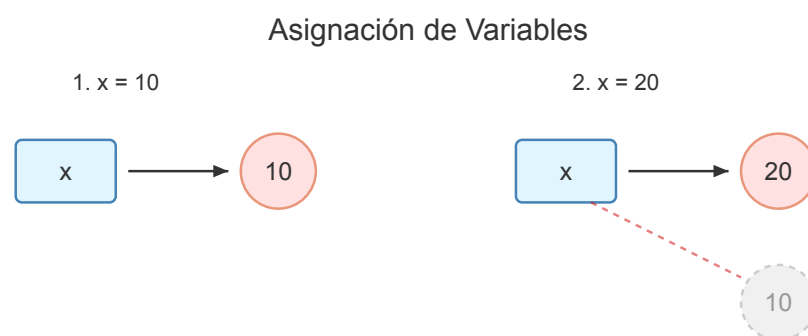 Asignación de Variables
1. x = 10
2. x = 20
x
10
x
20
10